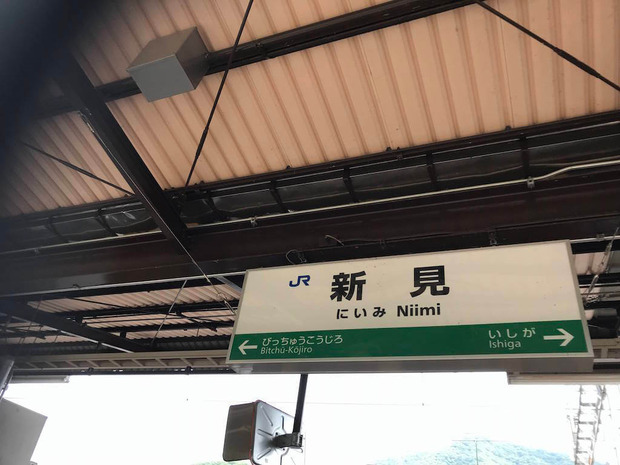 JR 新見
にいみ Niimi
← びっちゅうこうじろ いしが →
Bitchū-Kōjiro Ishiga